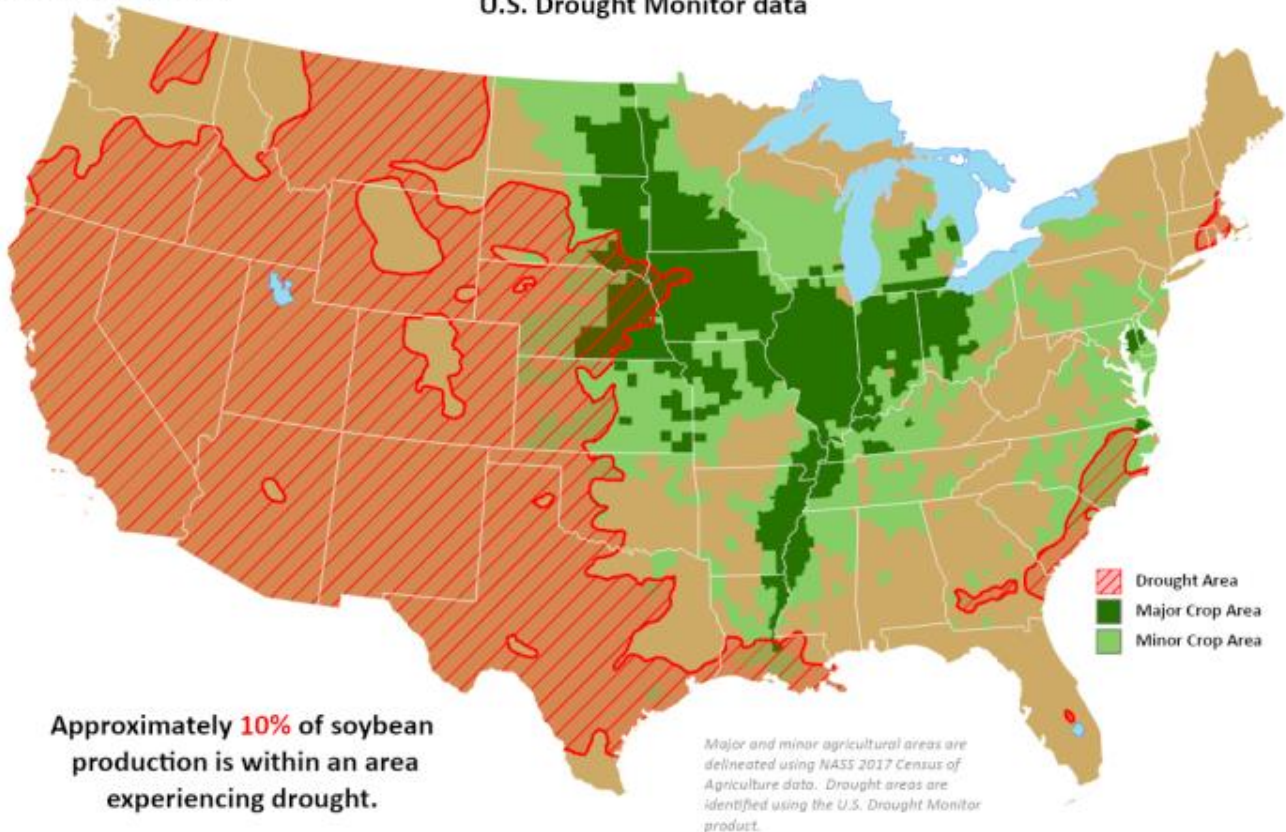 U.S. Drought Monitor data
Drought Area
Major Crop Area
Minor Crop Area
Approximately 10% of soybean
production is within an area
experiencing drought.
Major and minor agricultural areas are
delineated using NASS 2017 Census of
Agriculture data. Drought areas are
identified using the U.S. Drought Monitor
product.